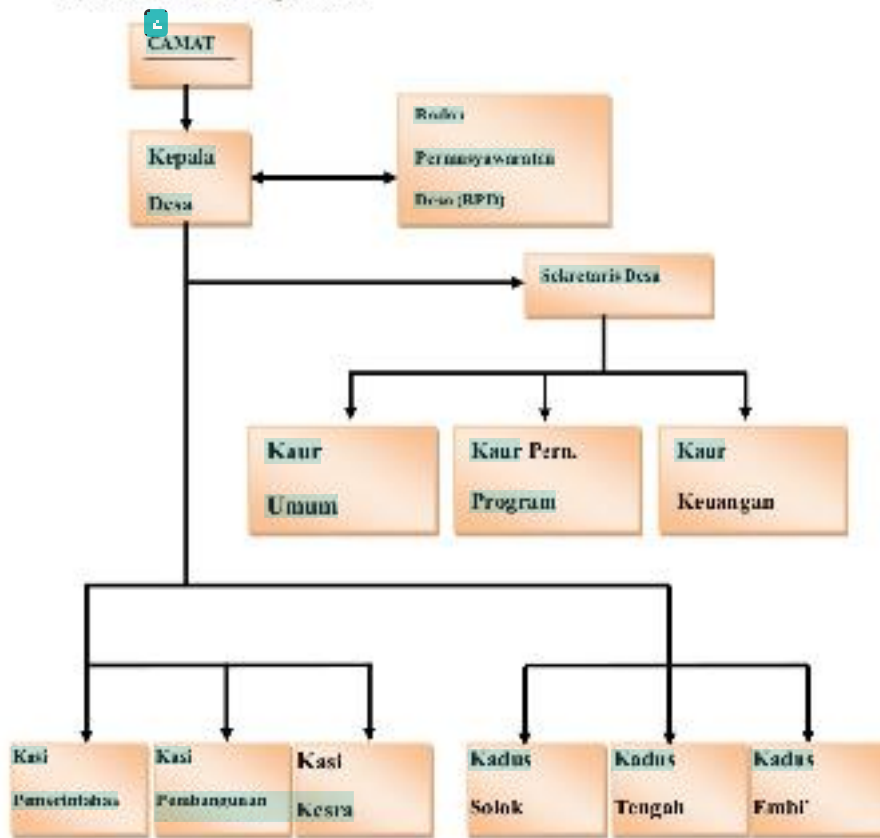 CAMAT
Kepala
Desa
Permusyawaratan
Desa (BPD)
Sekretaris Desa
Kaur
Umum
Kaur Pern.
Program
Kaur
Keuangan
Kasi
Pemerintahan
Kasi
Pembangunan
Kasi
Kesra
Kadus
Solok
Kadus
Tengah
Kadus